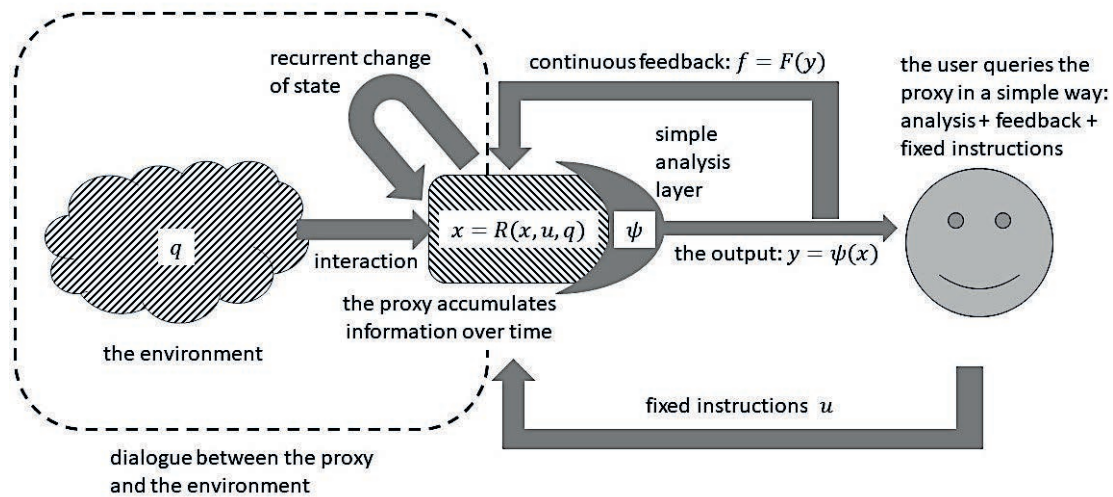 recurrent change
of state
continuous feedback: f = F(y)
the user queries the
proxy in a simple way:
analysis + feedback +
fixed instructions
simple
analysis
layer
q
interaction
x = R(x, u, q)
ψ
the output: y = ψ(x)
the proxy accumulates
information over time
the environment
fixed instructions u
dialogue between the proxy
and the environment